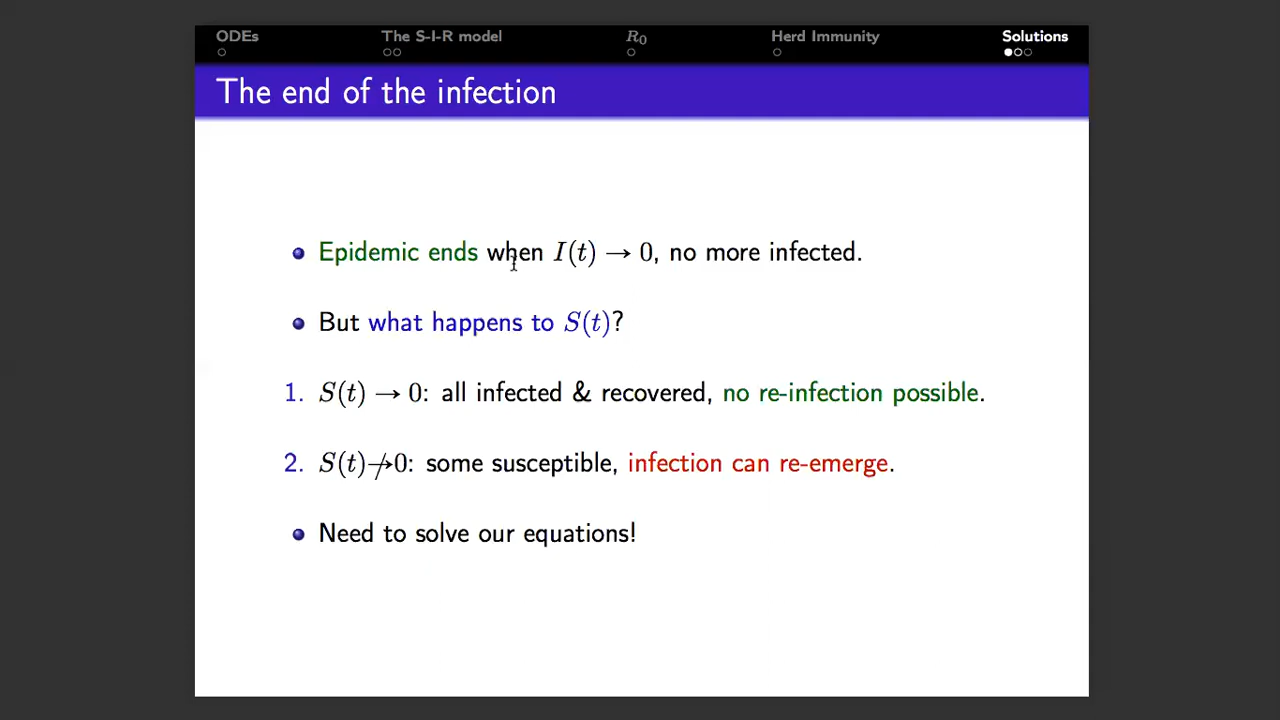 ODEs The S-I-R model R₀ Herd Immunity Solutions
The end of the infection
Epidemic ends when I(t) → 0, no more infected.
But what happens to S(t)?
1. S(t) → 0: all infected & recovered, no re-infection possible.
2. S(t)↛0: some susceptible, infection can re-emerge.
Need to solve our equations!